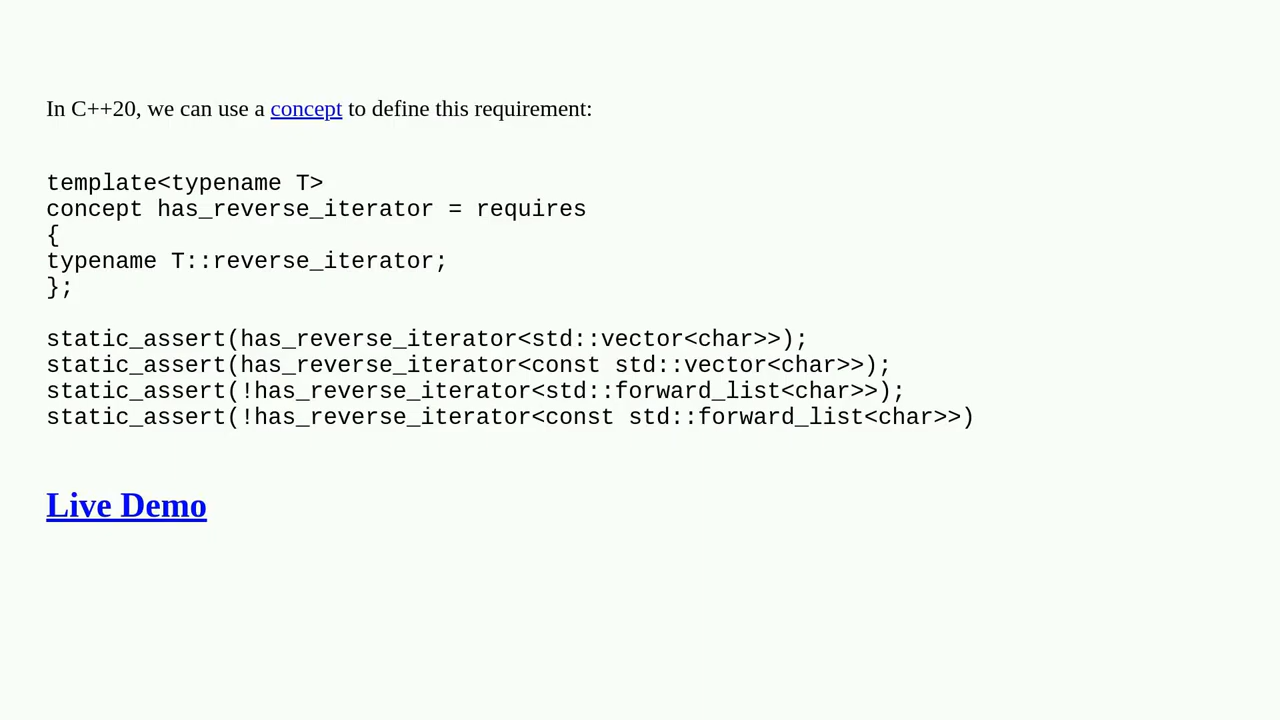 In C++20, we can use a concept to define this requirement:
template<typename T>
concept has_reverse_iterator = requires
{
typename T::reverse_iterator;
};
static_assert(has_reverse_iterator<std::vector<char>>);
static_assert(has_reverse_iterator<const std::vector<char>>);
static_assert(!has_reverse_iterator<std::forward_list<char>>);
static_assert(!has_reverse_iterator<const std::forward_list<char>>)
Live Demo